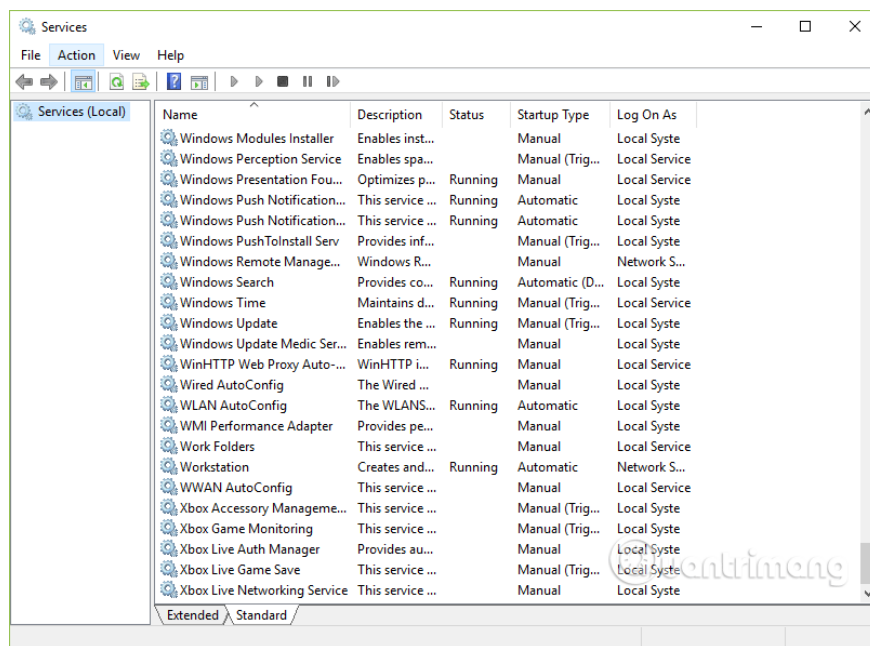 Services
File Action View Help
Services (Local)
Name Description Status Startup Type Log On As
Windows Modules Installer Enables inst... Manual Local Syste
Windows Perception Service Enables spa... Manual (Trig... Local Service
Windows Presentation Fou... Optimizes p... Running Manual Local Service
Windows Push Notification... This service ... Running Automatic Local Syste
Windows Push Notification... This service ... Running Automatic Local Syste
Windows PushToInstall Serv Provides inf... Manual (Trig... Local Syste
Windows Remote Manage... Windows R... Manual Network S...
Windows Search Provides co... Running Automatic (D... Local Syste
Windows Time Maintains d... Running Manual (Trig... Local Service
Windows Update Enables the ... Running Manual (Trig... Local Syste
Windows Update Medic Ser... Enables rem... Manual Local Syste
WinHTTP Web Proxy Auto-... WinHTTP i... Running Manual Local Service
Wired AutoConfig The Wired ... Manual Local Syste
WLAN AutoConfig The WLANS... Running Automatic Local Syste
WMI Performance Adapter Provides pe... Manual Local Syste
Work Folders This service ... Manual Local Service
Workstation Creates and... Running Automatic Network S...
WWAN AutoConfig This service ... Manual Local Service
Xbox Accessory Manageme... This service ... Manual (Trig... Local Syste
Xbox Game Monitoring This service ... Manual (Trig... Local Syste
Xbox Live Auth Manager Provides au... Manual Local Syste
Xbox Live Game Save This service ... Manual (Trig... Local Syste
Xbox Live Networking Service This service ... Manual Local Syste
Quantrimang
Extended Standard